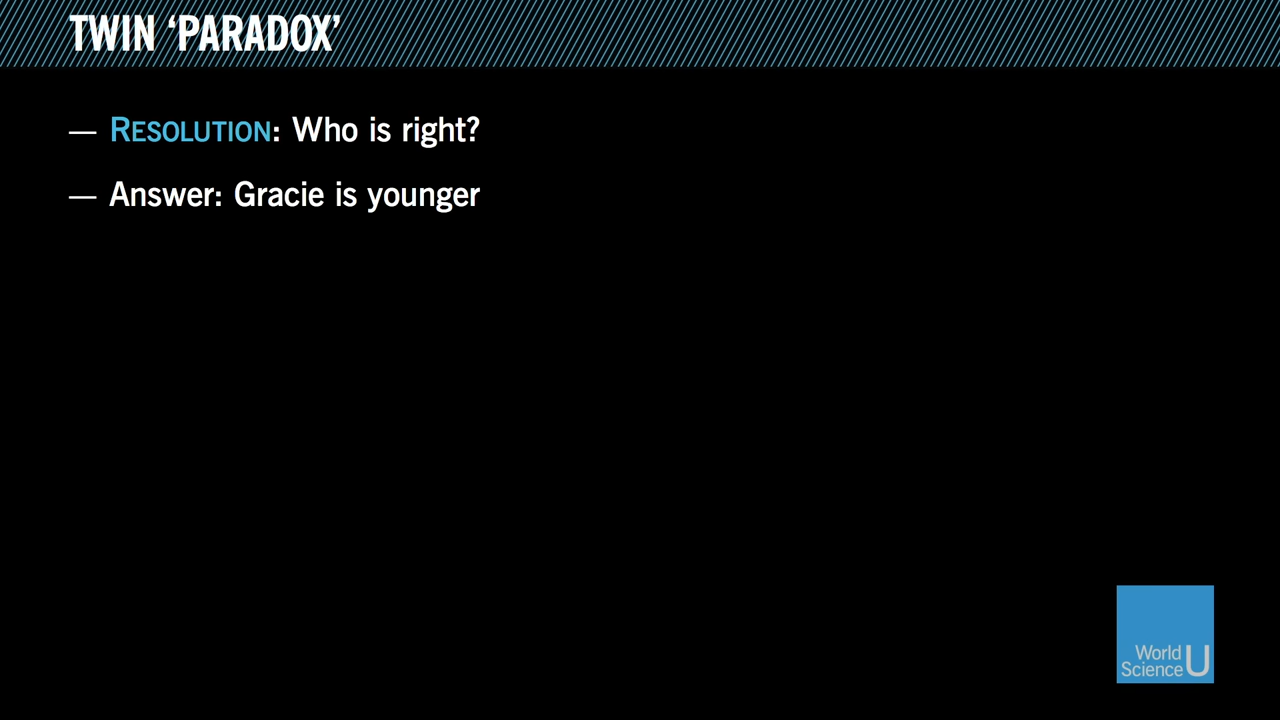 TWIN ‘PARADOX’
— RESOLUTION: Who is right?
— Answer: Gracie is younger
World
Science U